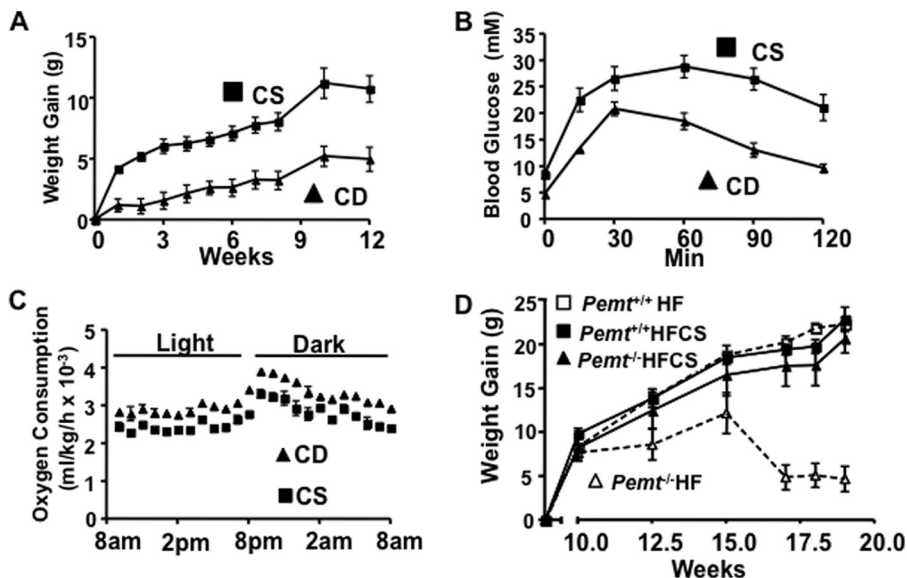 A
Weight Gain (g)
15
10
5
0
CS
CD
0 3 6 9 12
Weeks
B
Blood Glucose (mM)
35
30
25
20
15
10
5
0
CS
CD
0 30 60 90 120
Min
C
Oxygen Consumption
(ml/kg/h x 10-3)
5
4
3
2
1
0
Light Dark
CD
CS
8am 2pm 8pm 2am 8am
D
Weight Gain (g)
25
20
15
10
5
0
Pemt+/+ HF
Pemt+/+HFCS
Pemt-/-HFCS
Pemt-/-HF
10.0 12.5 15.0 17.5 20.0
Weeks